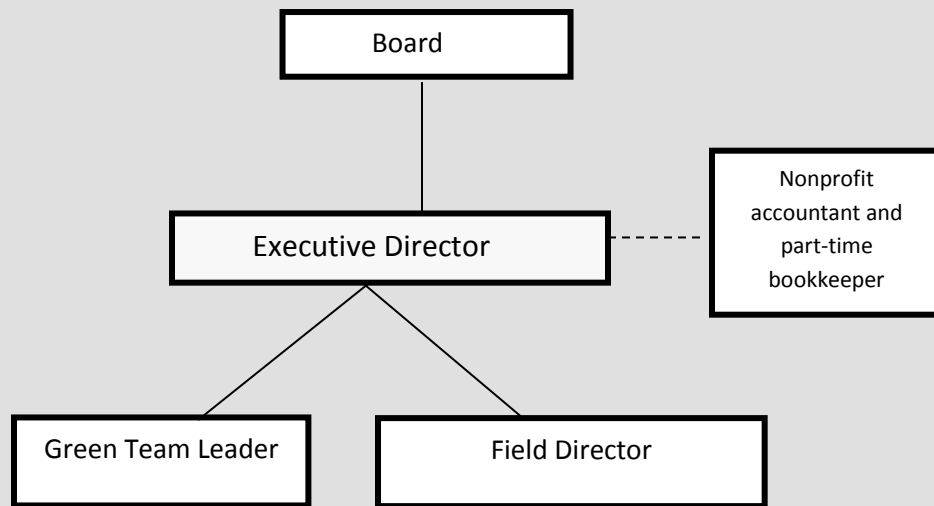 Board
Executive Director
Nonprofit
accountant and
part-time
bookkeeper
Green Team Leader
Field Director